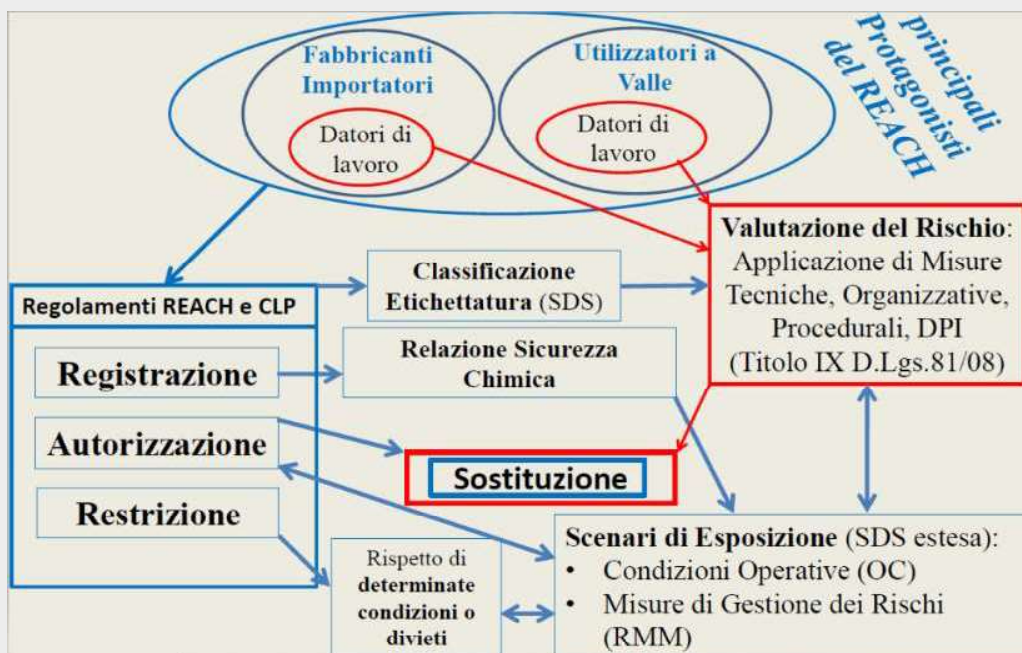 Fabbricanti
Importatori
Datori di
lavoro
Utilizzatori a
Valle
Datori di
lavoro
principali
Protagonisti
del REACH
Valutazione del Rischio:
Applicazione di Misure
Tecniche, Organizzative,
Procedurali, DPI
(Titolo IX D.Lgs.81/08)
Classificazione
Etichettatura (SDS)
Regolamenti REACH e CLP
Relazione Sicurezza
Chimica
Registrazione
Autorizzazione
Restrizione
Sostituzione
Rispetto di
determinate
condizioni o
divieti
Scenari di Esposizione (SDS estesa):
• Condizioni Operative (OC)
• Misure di Gestione dei Rischi
(RMM)